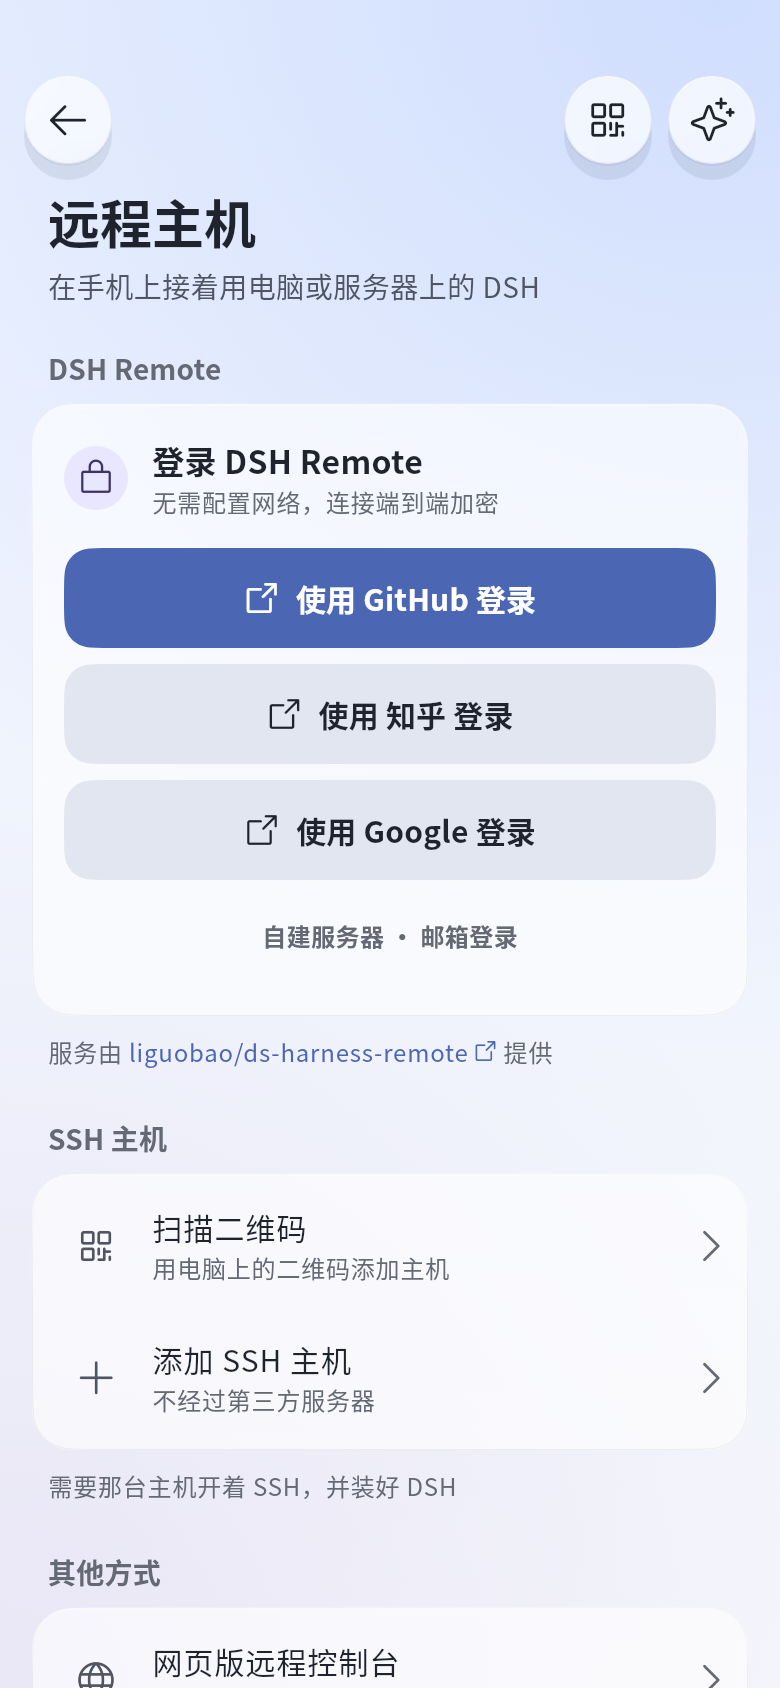 远程主机
在手机上接着用电脑或服务器上的 DSH
DSH Remote
登录 DSH Remote
无需配置网络，连接端到端加密
使用 GitHub 登录
使用 知乎 登录
使用 Google 登录
自建服务器 · 邮箱登录
服务由 liguobao/ds-harness-remote 提供
SSH 主机
扫描二维码
用电脑上的二维码添加主机
添加 SSH 主机
不经过第三方服务器
需要那台主机开着 SSH，并装好 DSH
其他方式
网页版远程控制台